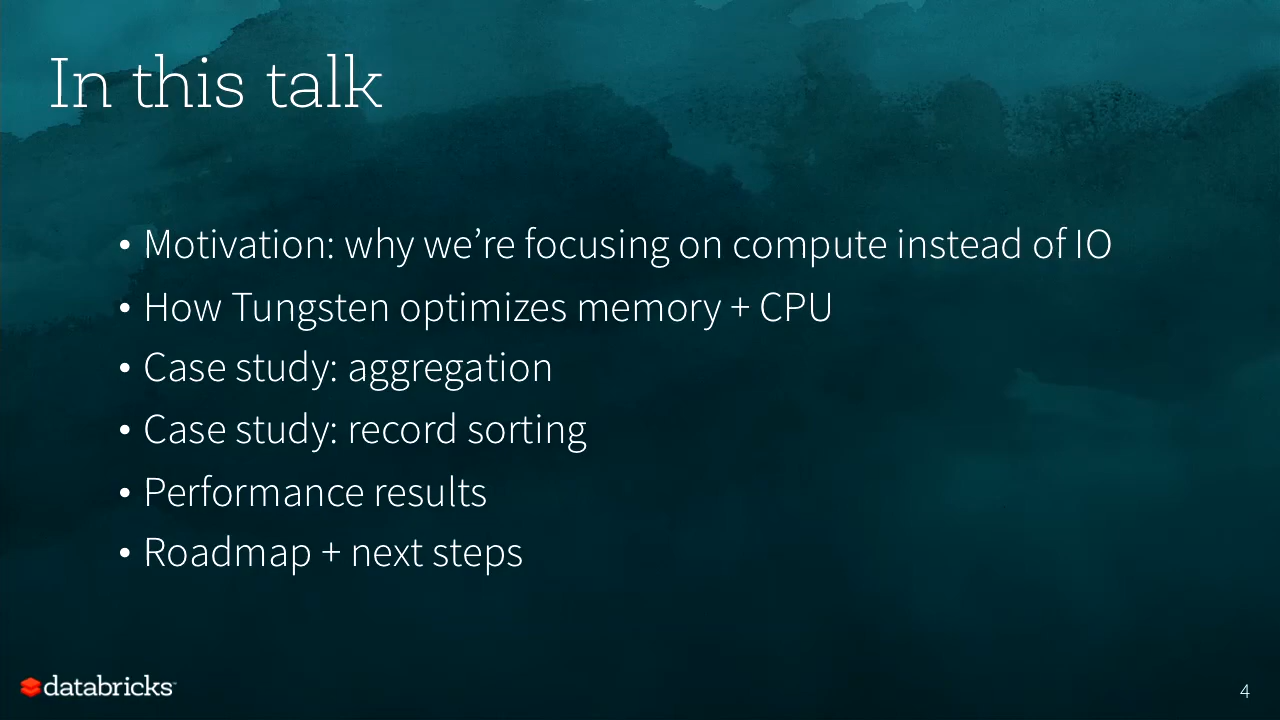 In this talk
• Motivation: why we’re focusing on compute instead of IO
• How Tungsten optimizes memory + CPU
• Case study: aggregation
• Case study: record sorting
• Performance results
• Roadmap + next steps
databricks™
4